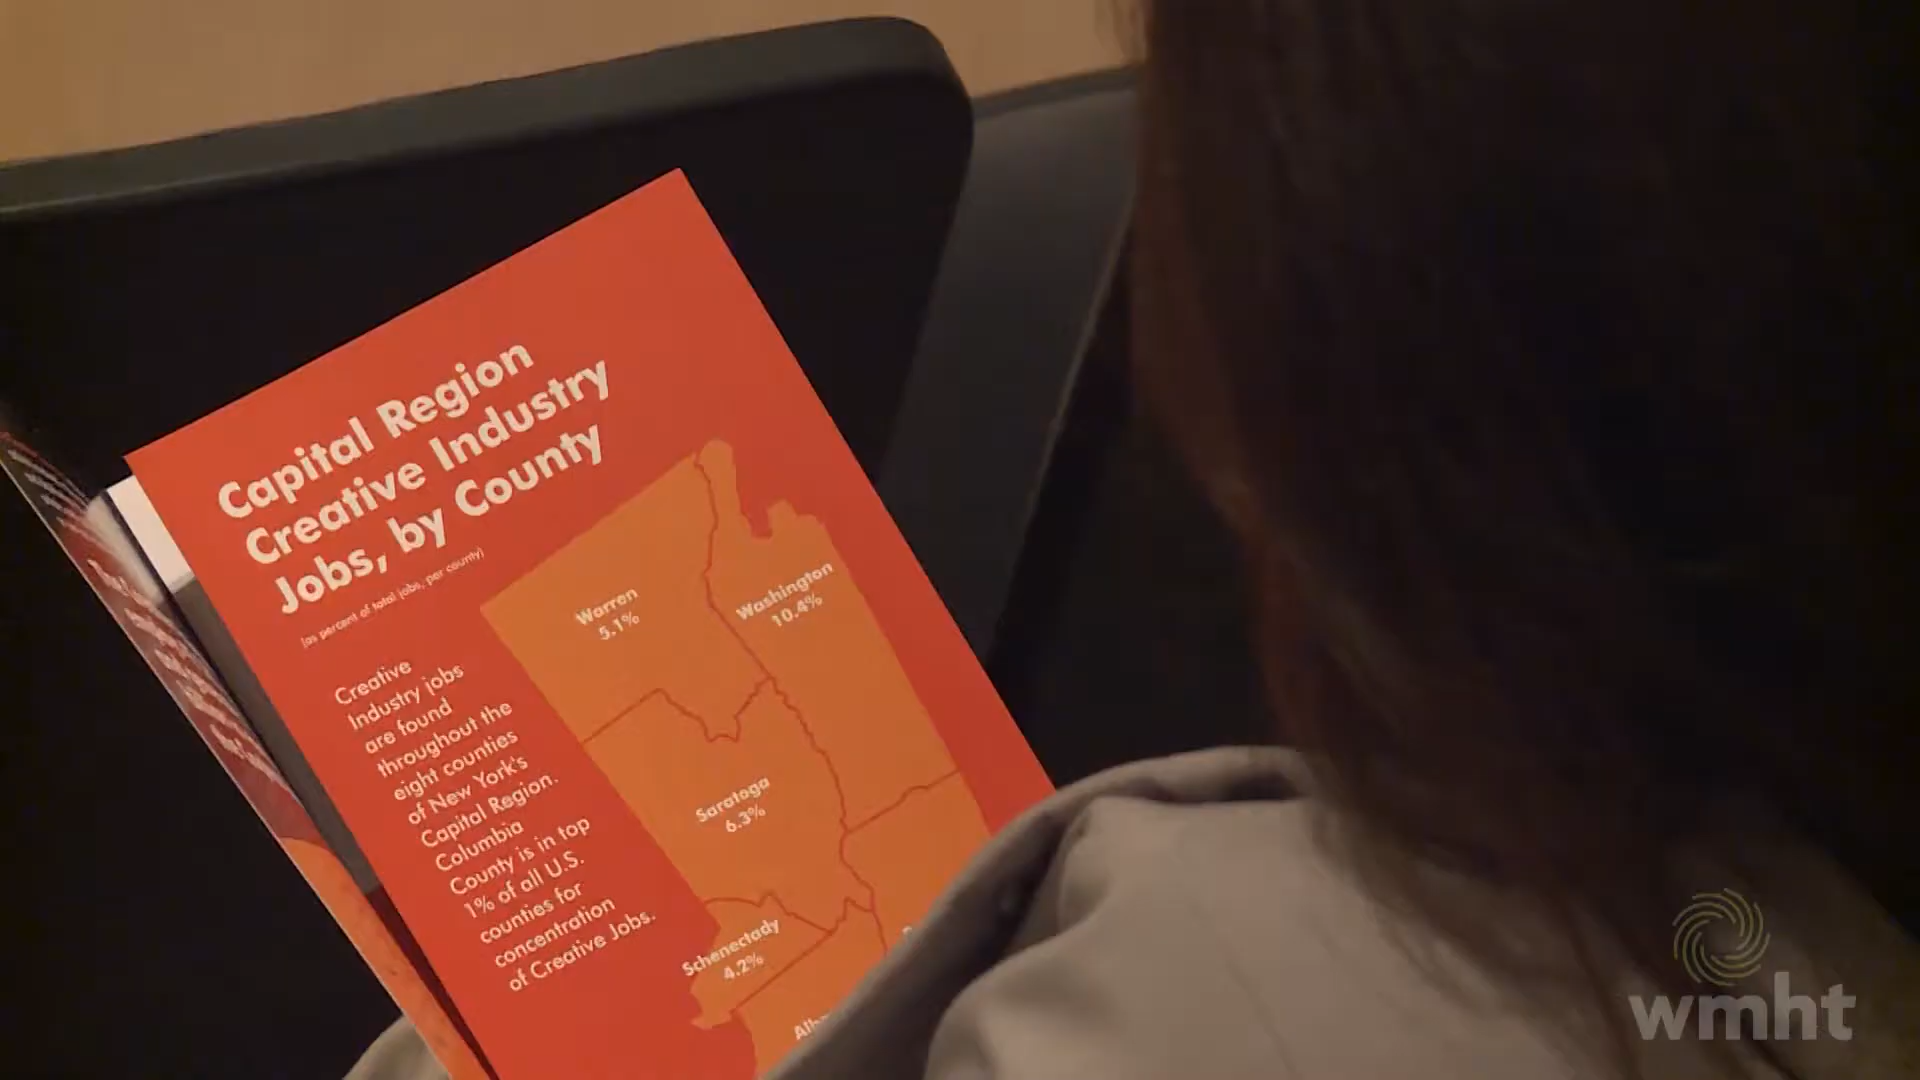 Capital Region
Creative Industry
Jobs, by County
(as percent of total jobs, per county)
Creative
Industry jobs
are found
throughout the
eight counties
of New York's
Capital Region.
Columbia
County is in top
1% of all U.S.
counties for
concentration
of Creative Jobs.
Warren
5.1%
Washington
10.4%
Saratoga
6.3%
Schenectady
4.2%
wmht